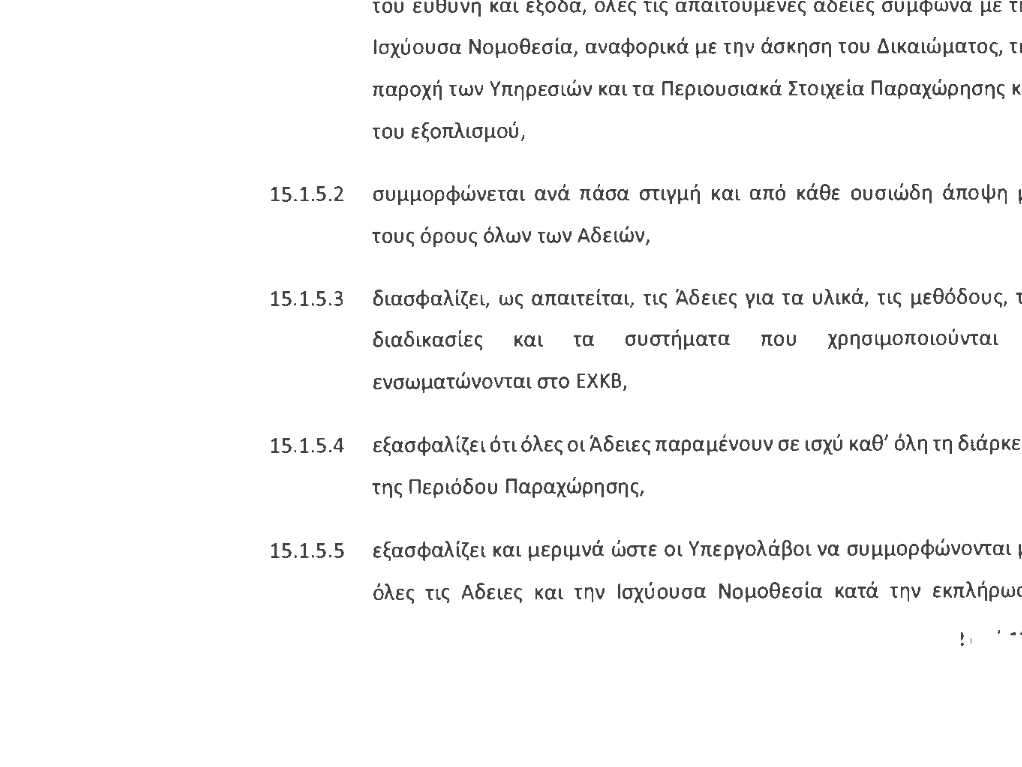 του ευθύνη και έξοδα, όλες τις απαιτούμενες άδειες σύμφωνα με
Ισχύουσα Νομοθεσία, αναφορικά με την άσκηση του Δικαιώματος,
παροχή των Υπηρεσιών και τα Περιουσιακά Στοιχεία Παραχώρησης
του εξοπλισμού,
15.1.5.2 συμμορφώνεται ανά πάσα στιγμή και από κάθε ουσιώδη άποψη
τους όρους όλων των Αδειών,
15.1.5.3 διασφαλίζει, ως απαιτείται, τις Άδειες για τα υλικά, τις μεθόδους,
διαδικασίες και τα συστήματα που χρησιμοποιούνται
ενσωματώνονται στο ΕΧΚΒ,
15.1.5.4 εξασφαλίζει ότι όλες οι Άδειες παραμένουν σε ισχύ καθ’ όλη τη διάρκε
της Περιόδου Παραχώρησης,
15.1.5.5 εξασφαλίζει και μεριμνά ώστε οι Υπεργολάβοι να συμμορφώνονται
όλες τις Αδειες και την Ισχύουσα Νομοθεσία κατά την εκπλήρωσ